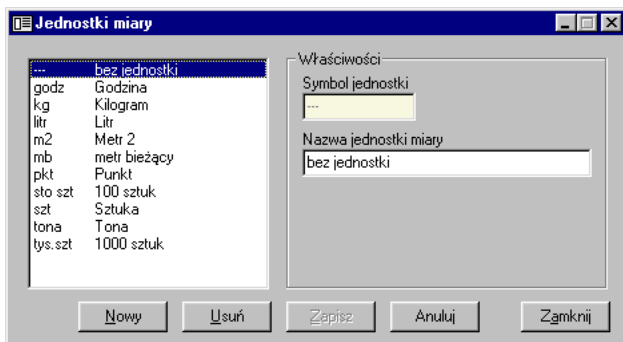 Jednostki miary
--- bez jednostki
godz Godzina
kg Kilogram
litr Litr
m2 Metr 2
mb metr bieżący
pkt Punkt
sto szt 100 sztuk
szt Sztuka
tona Tona
tys.szt 1000 sztuk
Właściwości
Symbol jednostki
---
Nazwa jednostki miary
bez jednostki
Nowy Usuń Zapisz Anuluj Zamknij